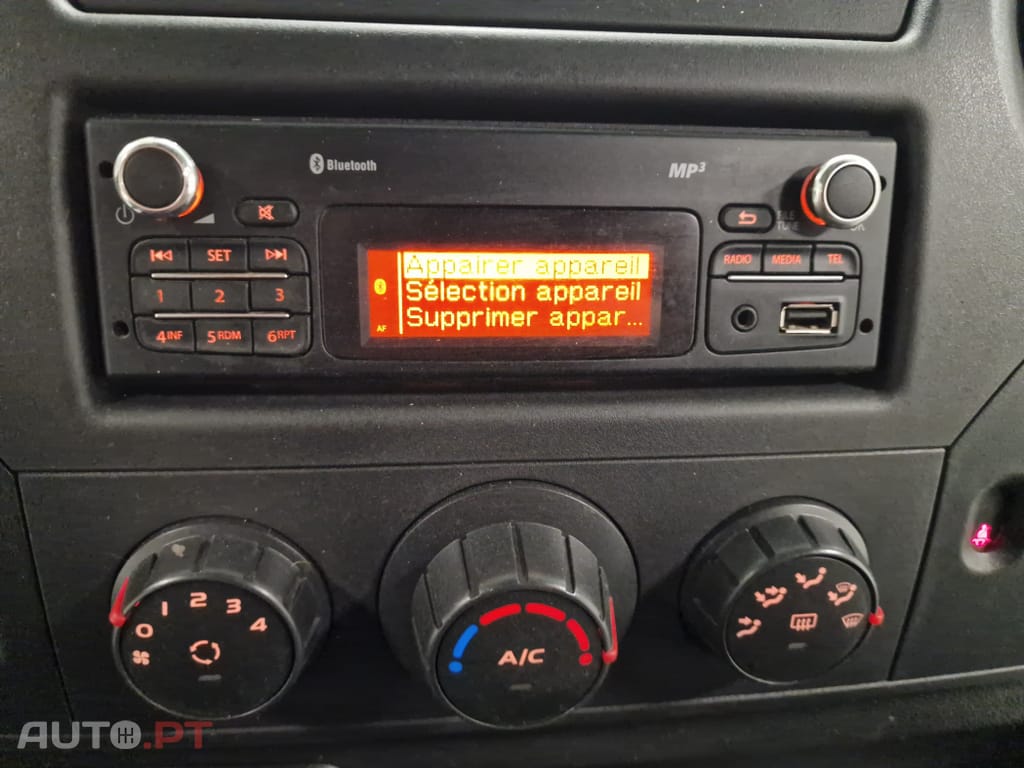 Bluetooth
MP3
SET
1 2 3
4INF 5RDM 6RPT
Appairer appareil
Sélection appareil
Supprimer appar...
AF
RADIO MEDIA TEL
0 1 2 3 4
A/C
AUTO.PT